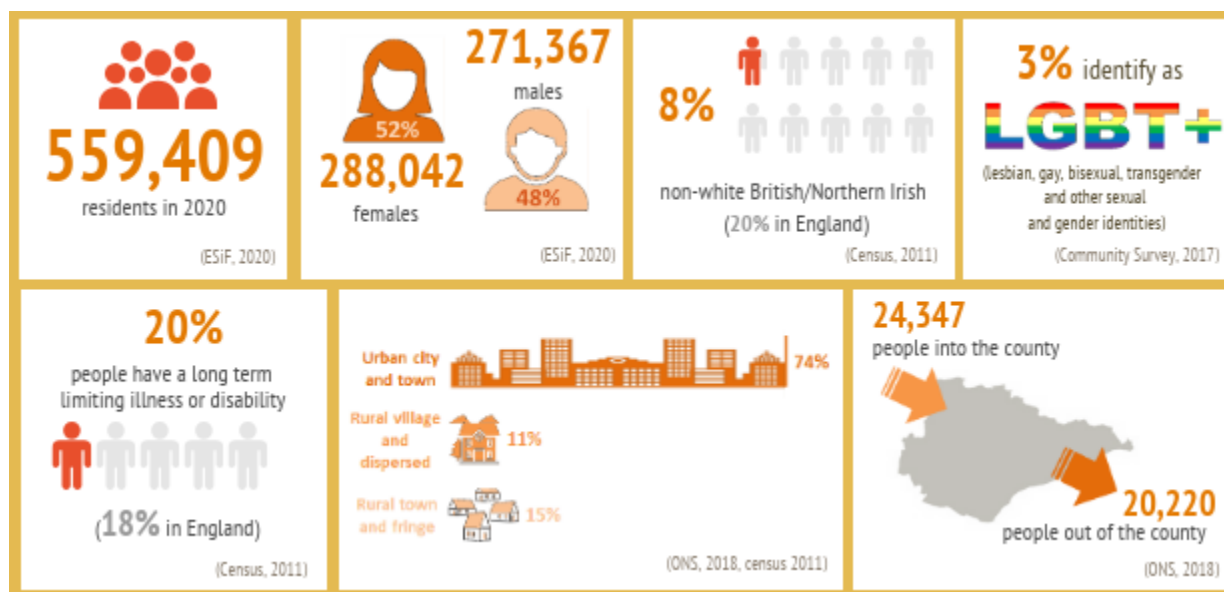 559,409
residents in 2020
(ESiF, 2020)
271,367
males
52%
288,042
females
48%
(ESiF, 2020)
8%
non-white British/Northern Irish
(20% in England)
(Census, 2011)
3% identify as
LGBT+
(lesbian, gay, bisexual, transgender
and other sexual
and gender identities)
(Community Survey, 2017)
20%
people have a long term
limiting illness or disability
(18% in England)
(Census, 2011)
Urban city
and town
74%
Rural village
and
dispersed
11%
Rural town
and fringe
15%
(ONS, 2018, census 2011)
24,347
people into the county
20,220
people out of the county
(ONS, 2018)